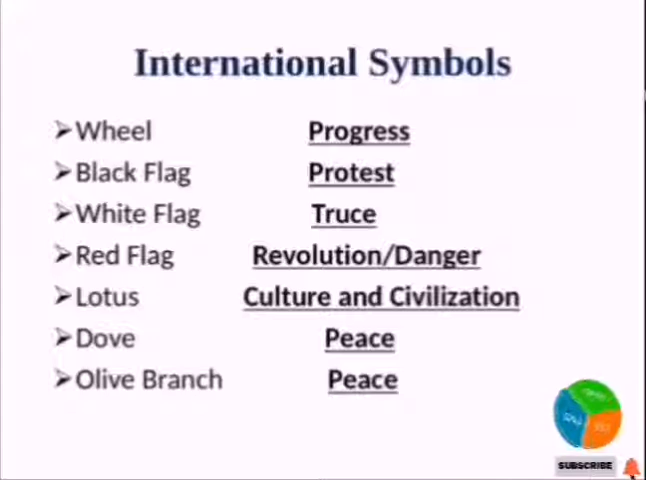 International Symbols
➢Wheel Progress
➢Black Flag Protest
➢White Flag Truce
➢Red Flag Revolution/Danger
➢Lotus Culture and Civilization
➢Dove Peace
➢Olive Branch Peace
SUBSCRIBE